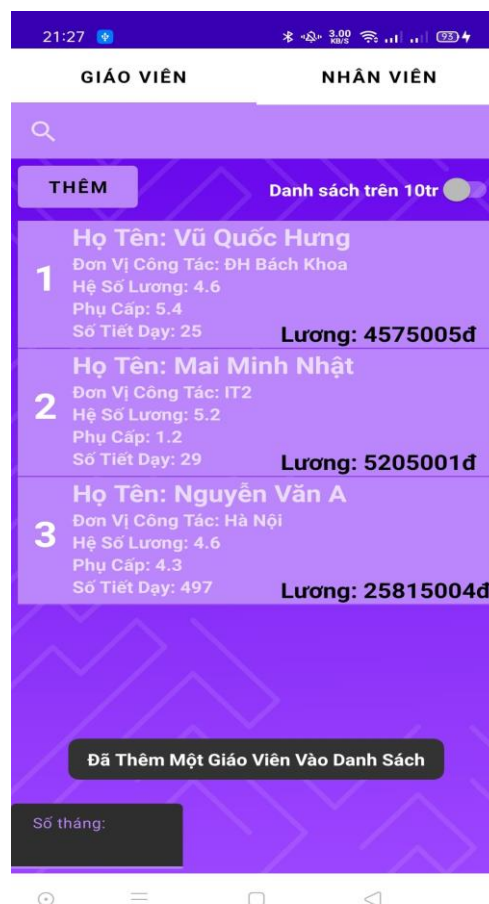 21:27 3.00 KB/S 93
GIÁO VIÊN NHÂN VIÊN
THÊM Danh sách trên 10tr
Họ Tên: Vũ Quốc Hưng
Đơn Vị Công Tác: ĐH Bách Khoa
1 Hệ Số Lương: 4.6
Phụ Cấp: 5.4
Số Tiết Dạy: 25 Lương: 4575005đ
Họ Tên: Mai Minh Nhật
Đơn Vị Công Tác: IT2
2 Hệ Số Lương: 5.2
Phụ Cấp: 1.2
Số Tiết Dạy: 29 Lương: 5205001đ
Họ Tên: Nguyễn Văn A
Đơn Vị Công Tác: Hà Nội
3 Hệ Số Lương: 4.6
Phụ Cấp: 4.3
Số Tiết Dạy: 497 Lương: 25815004đ
Đã Thêm Một Giáo Viên Vào Danh Sách
Số tháng: